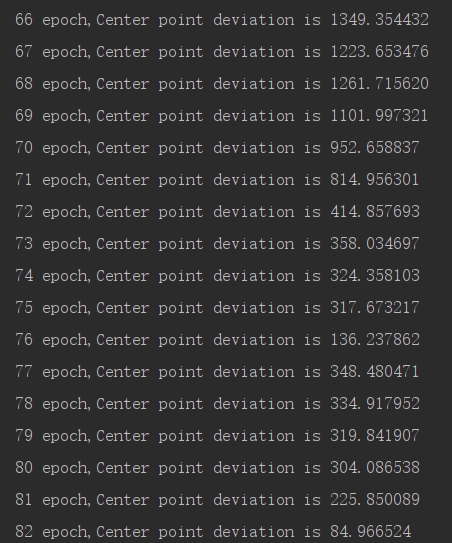 66 epoch,Center point deviation is 1349.354432
67 epoch,Center point deviation is 1223.653476
68 epoch,Center point deviation is 1261.715620
69 epoch,Center point deviation is 1101.997321
70 epoch,Center point deviation is 952.658837
71 epoch,Center point deviation is 814.956301
72 epoch,Center point deviation is 414.857693
73 epoch,Center point deviation is 358.034697
74 epoch,Center point deviation is 324.358103
75 epoch,Center point deviation is 317.673217
76 epoch,Center point deviation is 136.237862
77 epoch,Center point deviation is 348.480471
78 epoch,Center point deviation is 334.917952
79 epoch,Center point deviation is 319.841907
80 epoch,Center point deviation is 304.086538
81 epoch,Center point deviation is 225.850089
82 epoch,Center point deviation is 84.966524